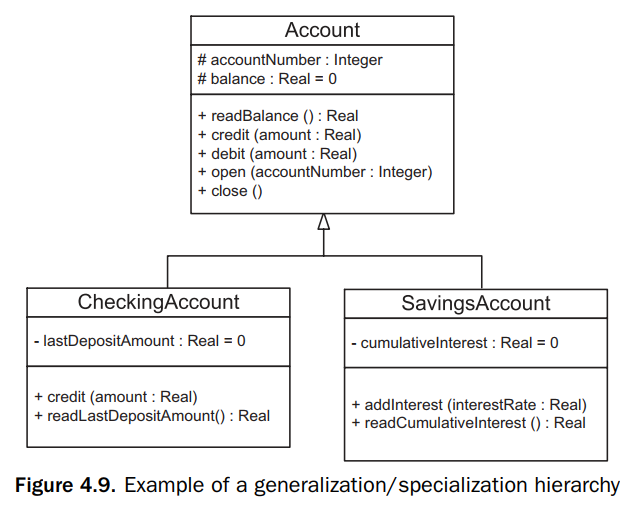 Account
# accountNumber : Integer
# balance : Real = 0
+ readBalance () : Real
+ credit (amount : Real)
+ debit (amount : Real)
+ open (accountNumber : Integer)
+ close ()
CheckingAccount
- lastDepositAmount : Real = 0
+ credit (amount : Real)
+ readLastDepositAmount() : Real
SavingsAccount
- cumulativeInterest : Real = 0
+ addInterest (interestRate : Real)
+ readCumulativeInterest () : Real
Figure 4.9. Example of a generalization/specialization hierarchy